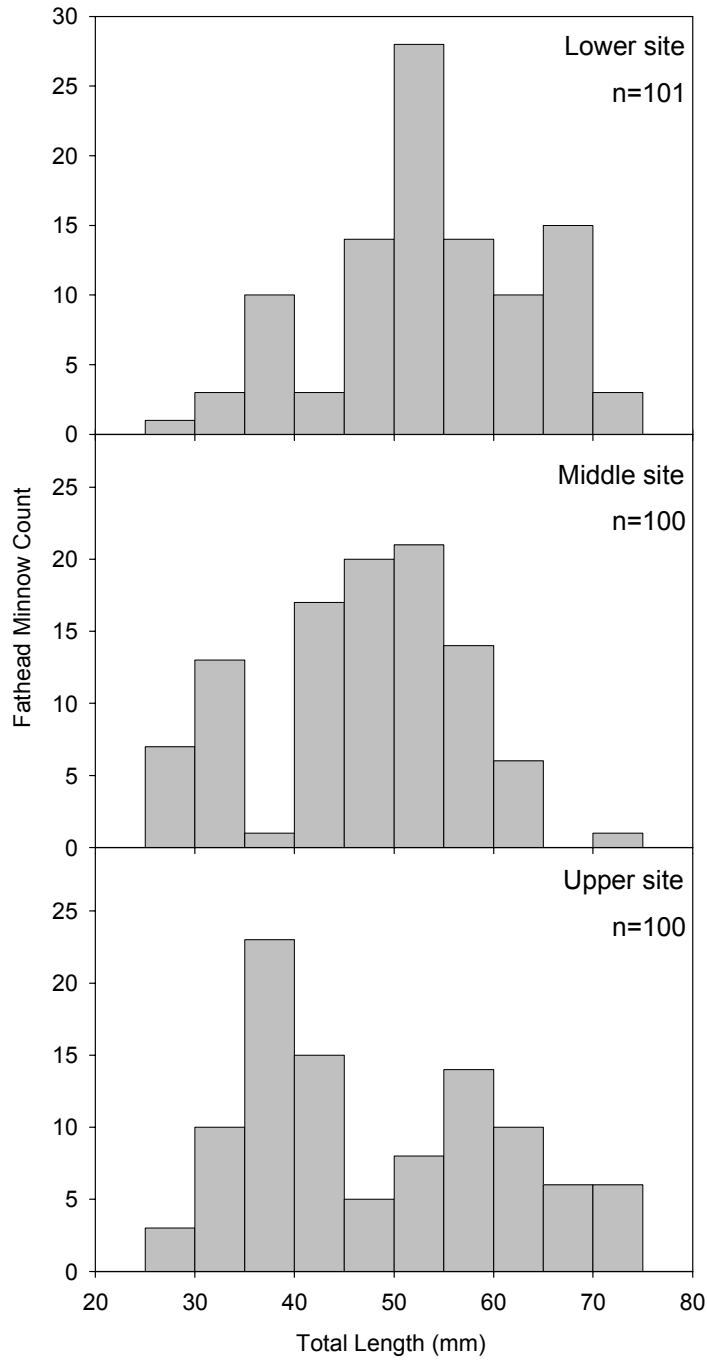 30
25
20
15
10
5
0
Lower site
n=101
25
20
15
10
5
0
Middle site
n=100
25
20
15
10
5
0
Upper site
n=100
Fathead Minnow Count
20 30 40 50 60 70 80
Total Length (mm)